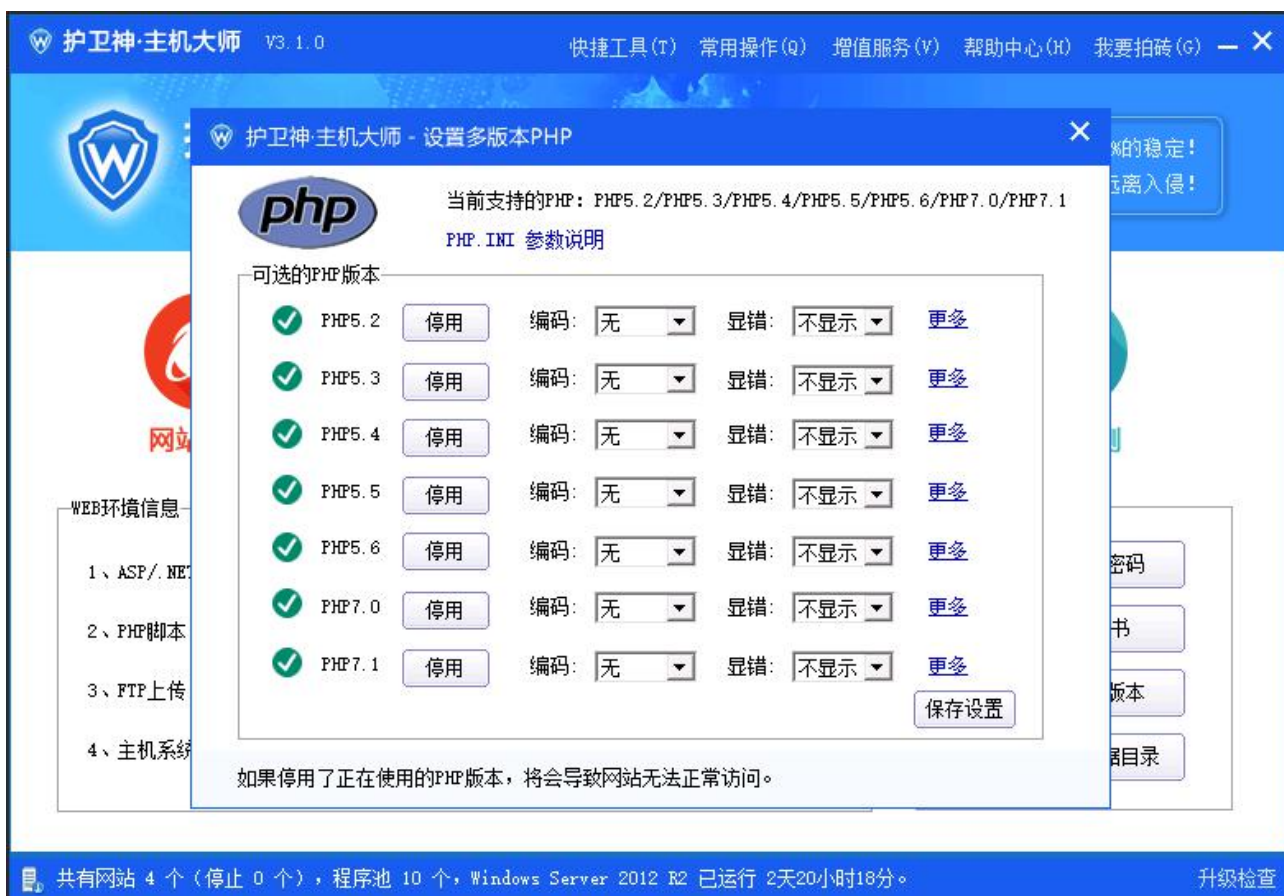 护卫神·主机大师 V3.1.0 快捷工具(T) 常用操作(Q) 增值服务(V) 帮助中心(H) 我要拍砖(G)
护卫神·主机大师 - 设置多版本PHP
%的稳定!
远离入侵!
php
当前支持的PHP: PHP5.2/PHP5.3/PHP5.4/PHP5.5/PHP5.6/PHP7.0/PHP7.1
PHP.INI 参数说明
可选的PHP版本
PHP5.2 停用 编码: 无 显错: 不显示 更多
PHP5.3 停用 编码: 无 显错: 不显示 更多
PHP5.4 停用 编码: 无 显错: 不显示 更多
PHP5.5 停用 编码: 无 显错: 不显示 更多
PHP5.6 停用 编码: 无 显错: 不显示 更多
PHP7.0 停用 编码: 无 显错: 不显示 更多
PHP7.1 停用 编码: 无 显错: 不显示 更多
保存设置
如果停用了正在使用的PHP版本，将会导致网站无法正常访问。
网站
WEB环境信息
1、ASP/.NET
2、PHP脚本
3、FTP上传
4、主机系统
密码
书
版本
据目录
共有网站 4 个(停止 0 个)，程序池 10 个，Windows Server 2012 R2 已运行 2天20小时18分。 升级检查